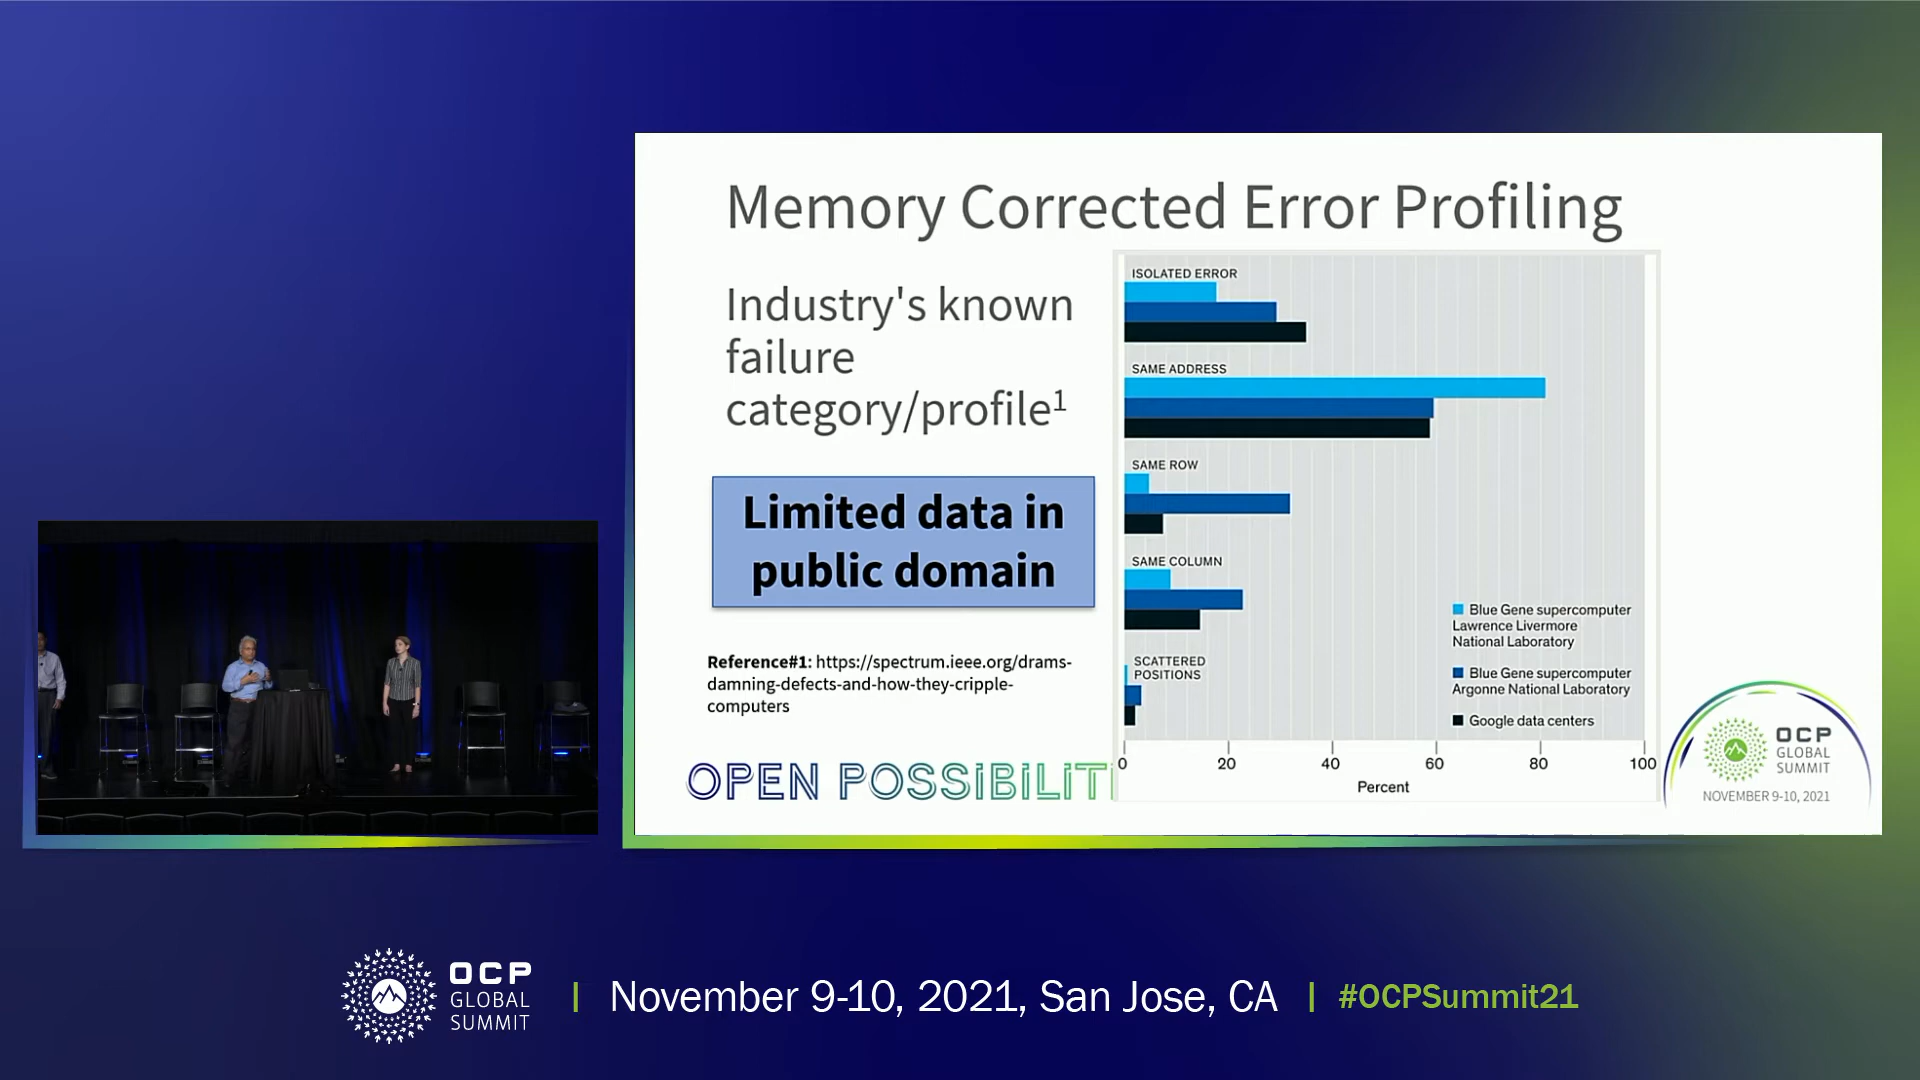 Memory Corrected Error Profiling
Industry's known
failure
category/profile¹
Limited data in
public domain
Reference#1: https://spectrum.ieee.org/drams-
damning-defects-and-how-they-cripple-
computers
OPEN POSSIBILIT
ISOLATED ERROR
SAME ADDRESS
SAME ROW
SAME COLUMN
SCATTERED
POSITIONS
Blue Gene supercomputer
Lawrence Livermore
National Laboratory
Blue Gene supercomputer
Argonne National Laboratory
Google data centers
0 20 40 60 80 100
Percent
OCP
GLOBAL
SUMMIT
NOVEMBER 9-10, 2021
OCP
GLOBAL
SUMMIT
November 9-10, 2021, San Jose, CA
#OCPSummit21